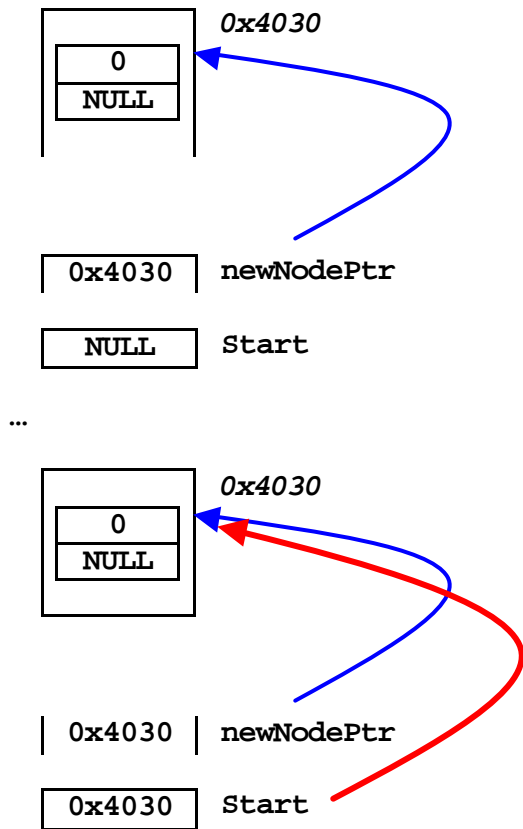 0x4030
0
NULL
0x4030 newNodePtr
NULL Start
…
0x4030
0
NULL
0x4030 newNodePtr
0x4030 Start